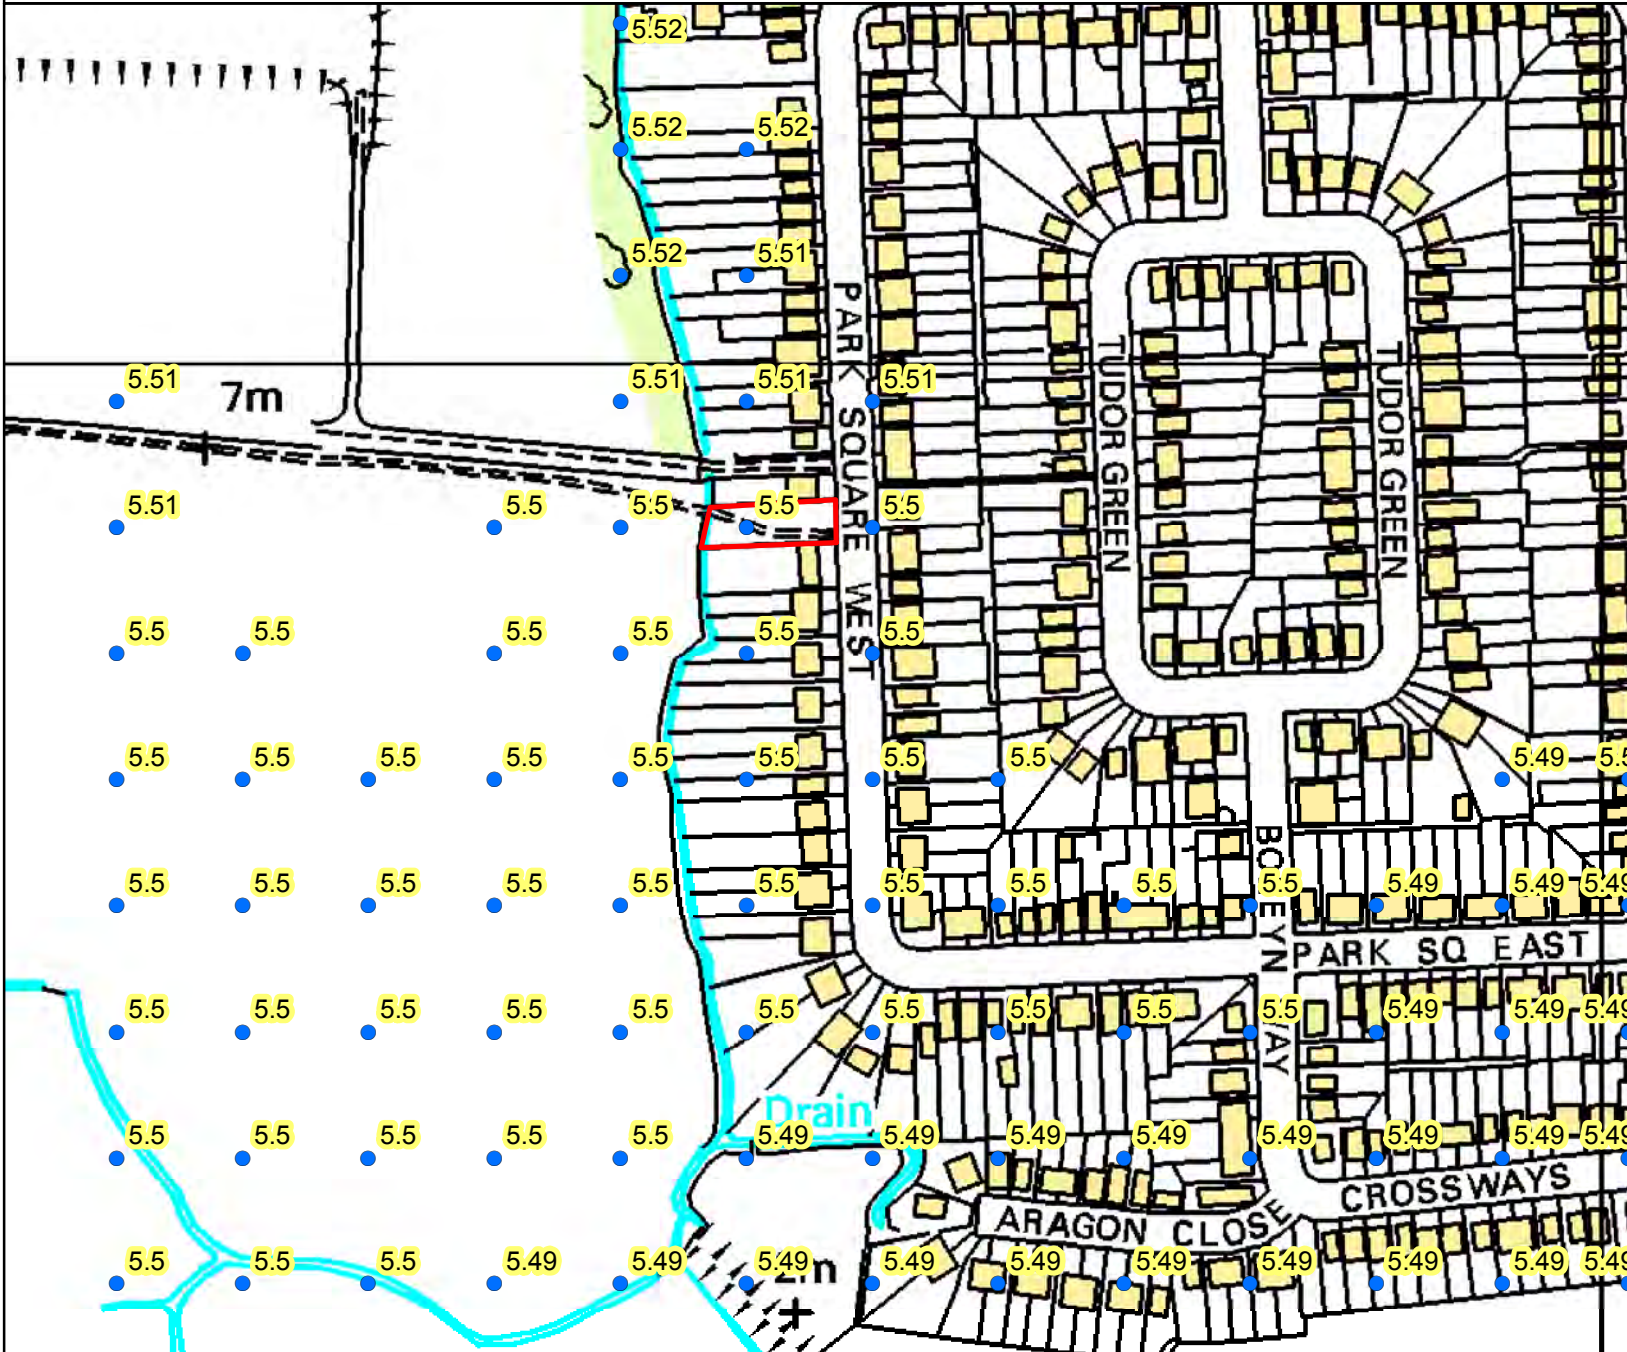 5.52
5.52 5.52
5.52 5.51
5.51 5.51 5.51 5.51
7m
PARK SQUARE WEST
TUDOR GREEN
TUDOR GREEN
5.51 5.5 5.5 5.5 5.5
5.5 5.5 5.5 5.5 5.5 5.5
5.5 5.5 5.5 5.5 5.5 5.5 5.5 5.5 5.49
5.5 5.5 5.5 5.5 5.5 5.5 5.5 5.5 5.5 5.5 5.49 5.49 5.49
PARK SQ EAST
5.5 5.5 5.5 5.5 5.5 5.5 5.5 5.5 5.5 5.5 5.49 5.49 5.49
Drain
5.5 5.5 5.5 5.5 5.5 5.49 5.49 5.49 5.49 5.49 5.49 5.49 5.49
CROSSWAYS
ARAGON CLOSE
5.5 5.5 5.5 5.49 5.49 5.49 5.49 5.49 5.49 5.49 5.49 5.49 5.49
2m